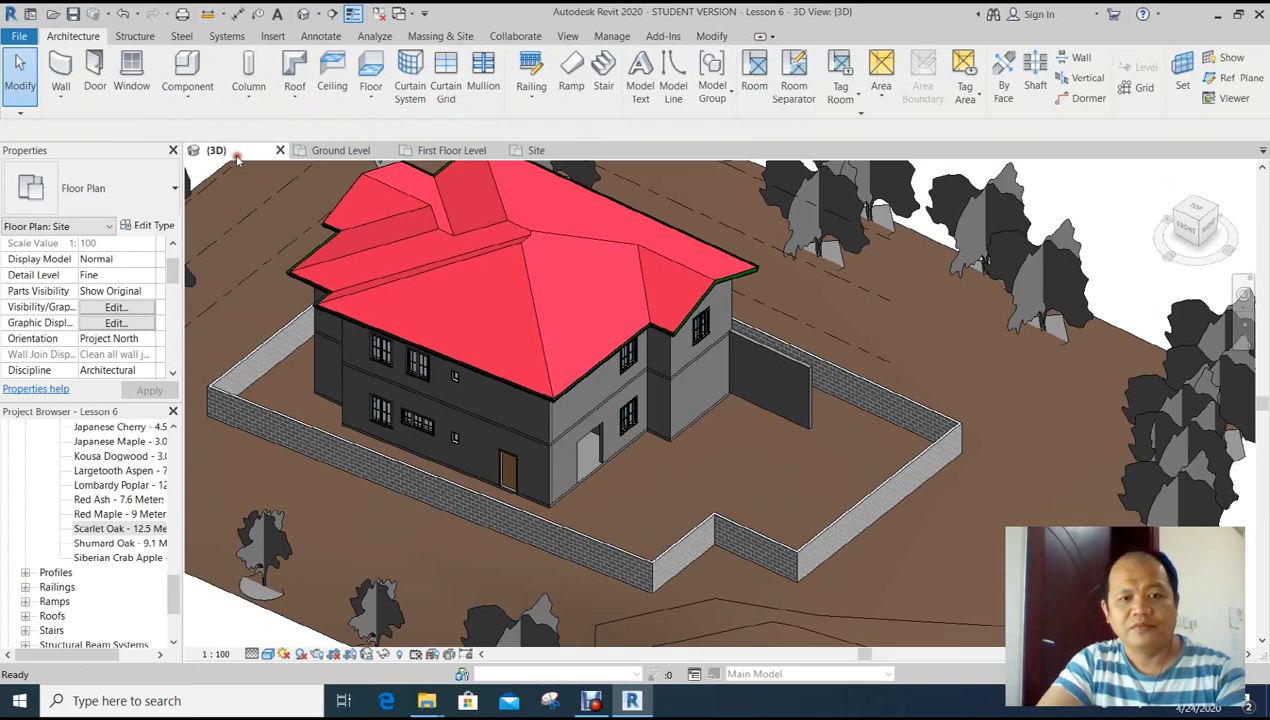 Autodesk Revit 2020 - STUDENT VERSION - Lesson 6 - 3D View: {3D}
Sign In
File Architecture Structure Steel Systems Insert Annotate Analyze Massing & Site Collaborate View Manage Add-Ins Modify
Modify Wall Door Window Component Column Roof Ceiling Floor Curtain System Curtain Grid Mullion Railing Ramp Stair Model Text Model Line Model Group Room Room Separator Tag Room Area Area Boundary Tag Area By Face Shaft Wall Vertical Dormer Level Grid Set Show Ref Plane Viewer
Properties
{3D} Ground Level First Floor Level Site
Floor Plan
Floor Plan: Site Edit Type
Scale Value 1: 100
Display Model Normal
Detail Level Fine
Parts Visibility Show Original
Visibility/Grap... Edit...
Graphic Displ... Edit...
Orientation Project North
Wall Join Disp... Clean all wall j...
Discipline Architectural
Properties help Apply
Project Browser - Lesson 6
Japanese Cherry - 4.5
Japanese Maple - 3.0
Kousa Dogwood - 7.6
Largetooth Aspen - 7
Lombardy Poplar - 12
Red Ash - 7.6 Meters
Red Maple - 9 Meters
Scarlet Oak - 12.5 Me
Shumard Oak - 9.1 M
Siberian Crab Apple -
Profiles
Railings
Ramps
Roofs
Stairs
Structural Beam Systems
TOP
FRONT
RIGHT
1 : 100
Ready :0 Main Model
Type here to search
4/24/2020
2